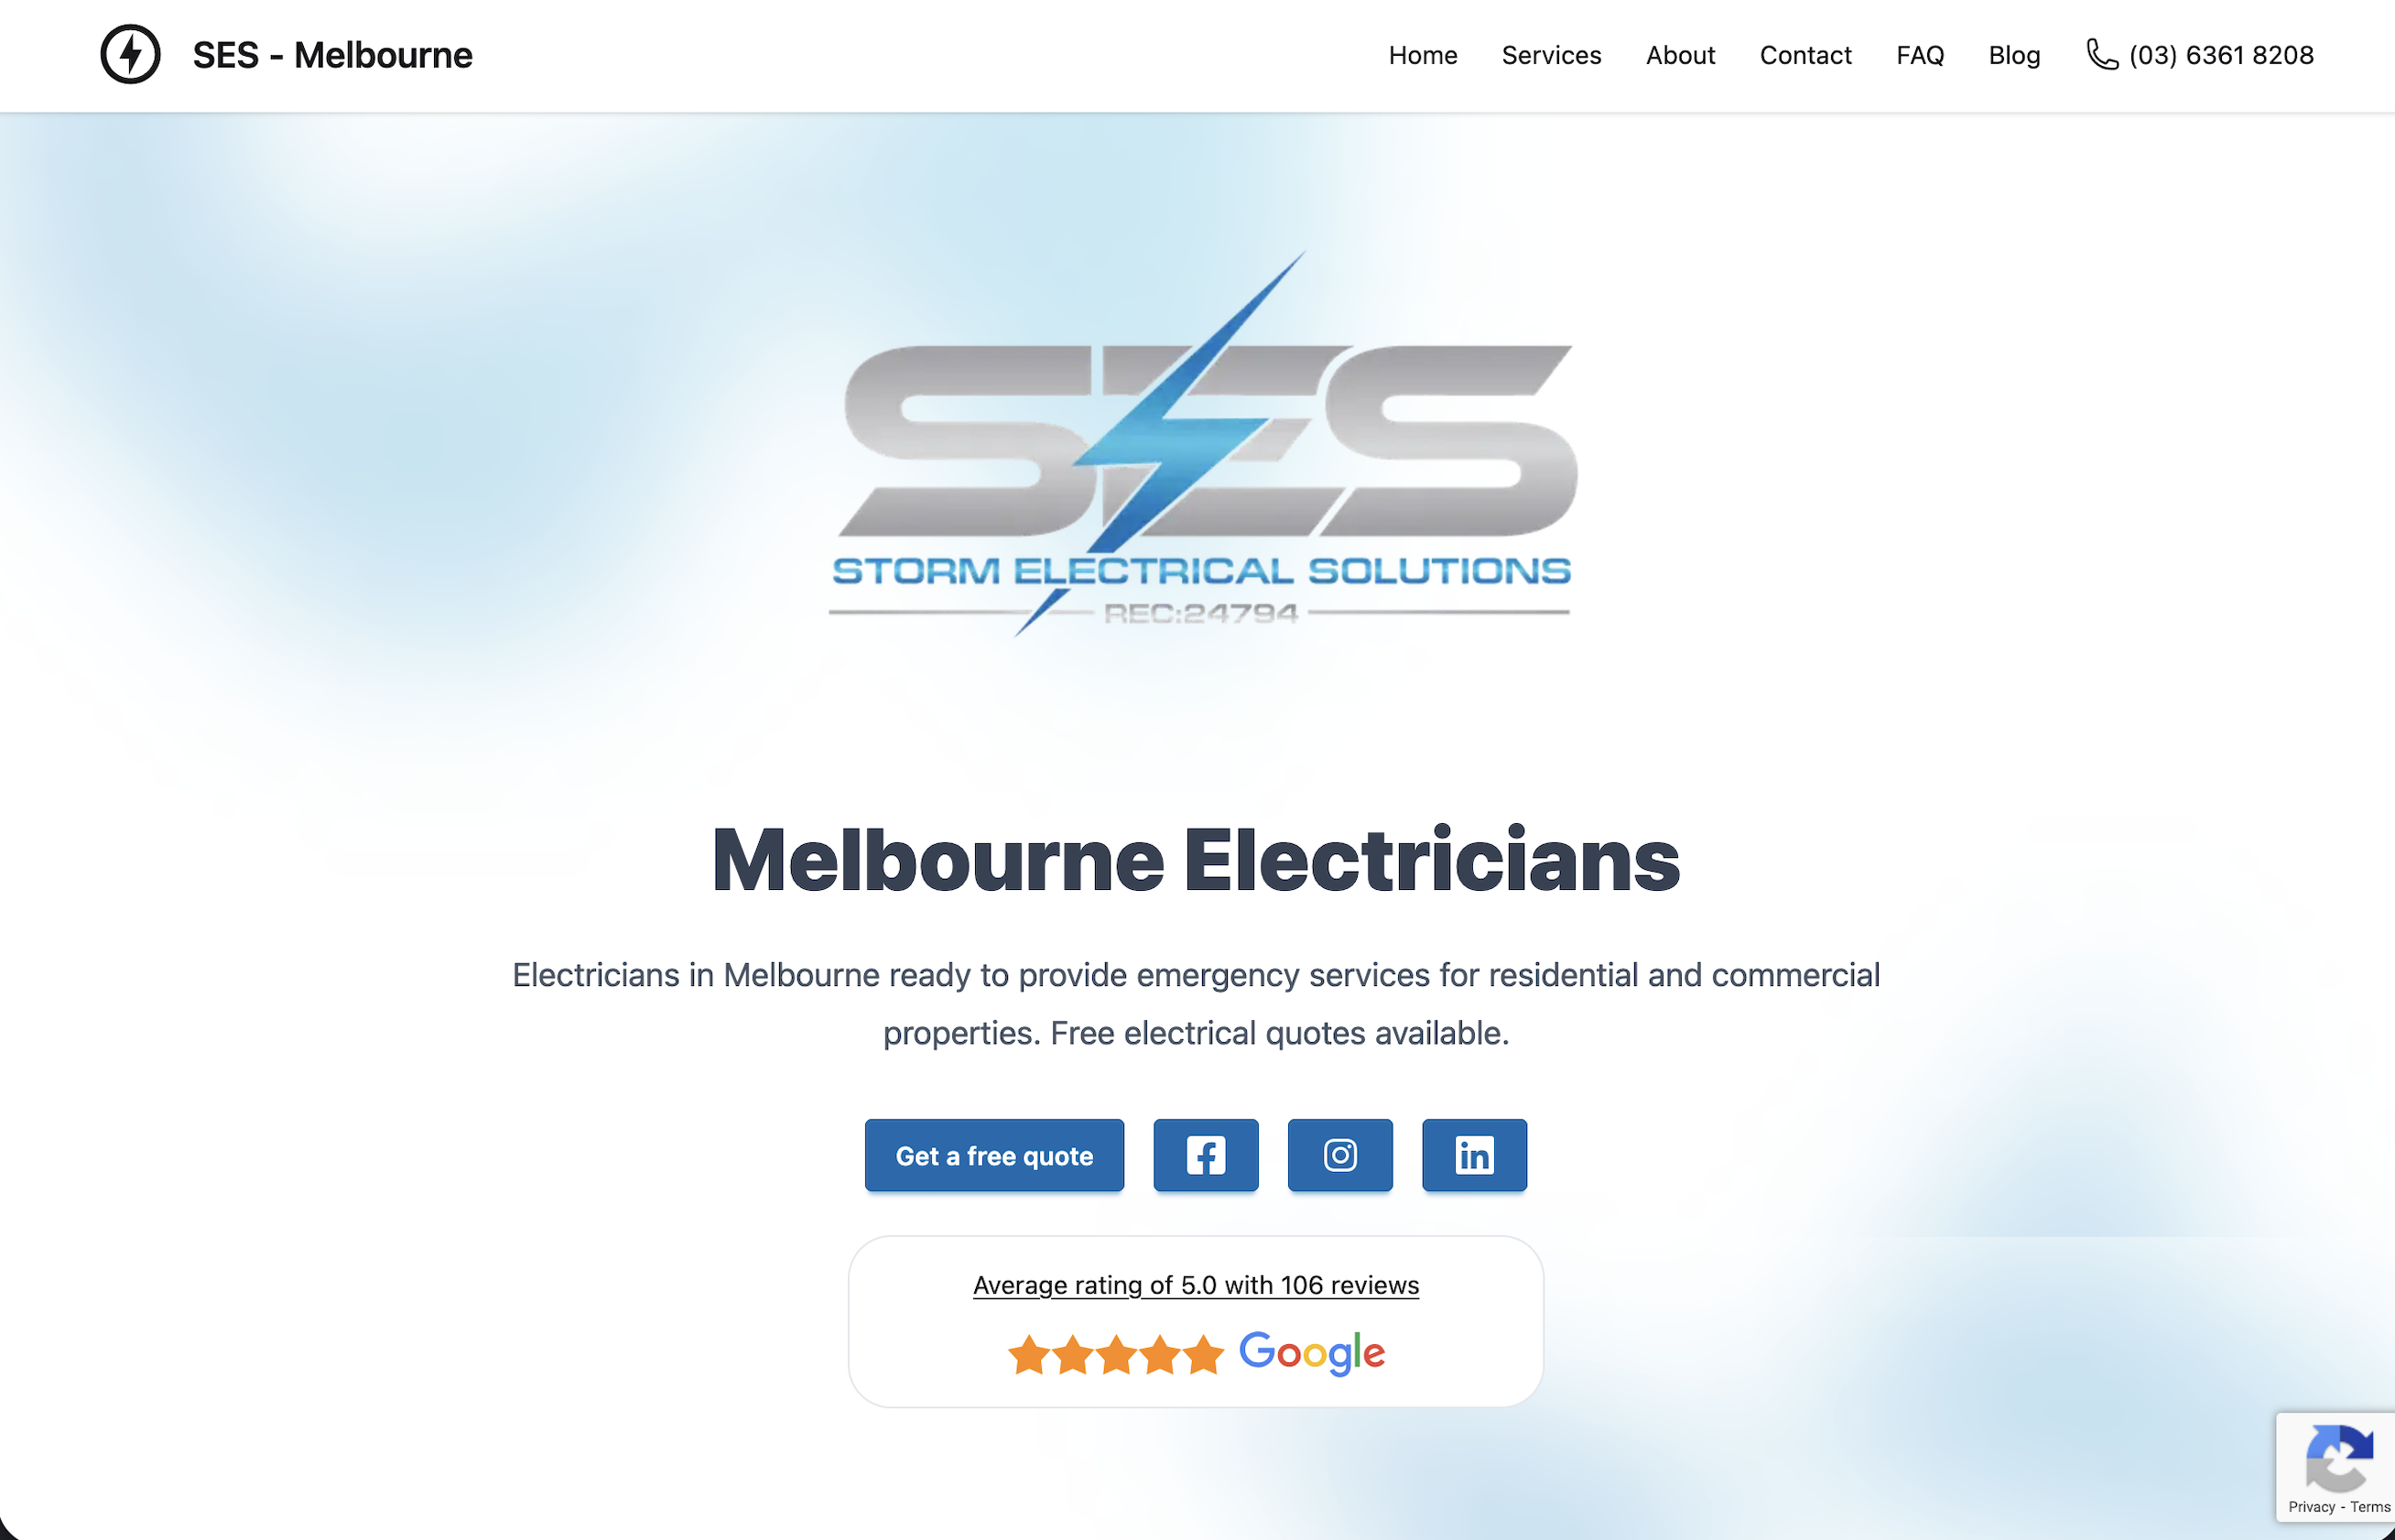 SES - Melbourne
Home Services About Contact FAQ Blog (03) 6361 8208
SES
STORM ELECTRICAL SOLUTIONS
REC:24794
Melbourne Electricians
Electricians in Melbourne ready to provide emergency services for residential and commercial
properties. Free electrical quotes available.
Get a free quote
Average rating of 5.0 with 106 reviews
Google
Privacy - Terms